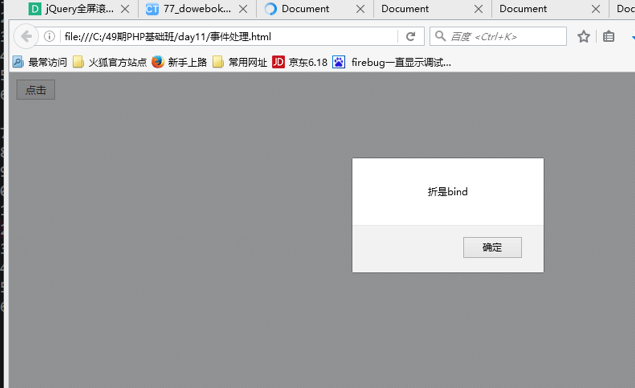 jQuery全屏滚...
77_dowebok...
Document
Document
Document
Document
Docu
file:///C:/49期PHP基础班/day11/事件处理.html
百度 <Ctrl+K>
最常访问 火狐官方站点 新手上路 常用网址 JD 京东6.18 firebug一直显示调试...
点击
折是bind
确定